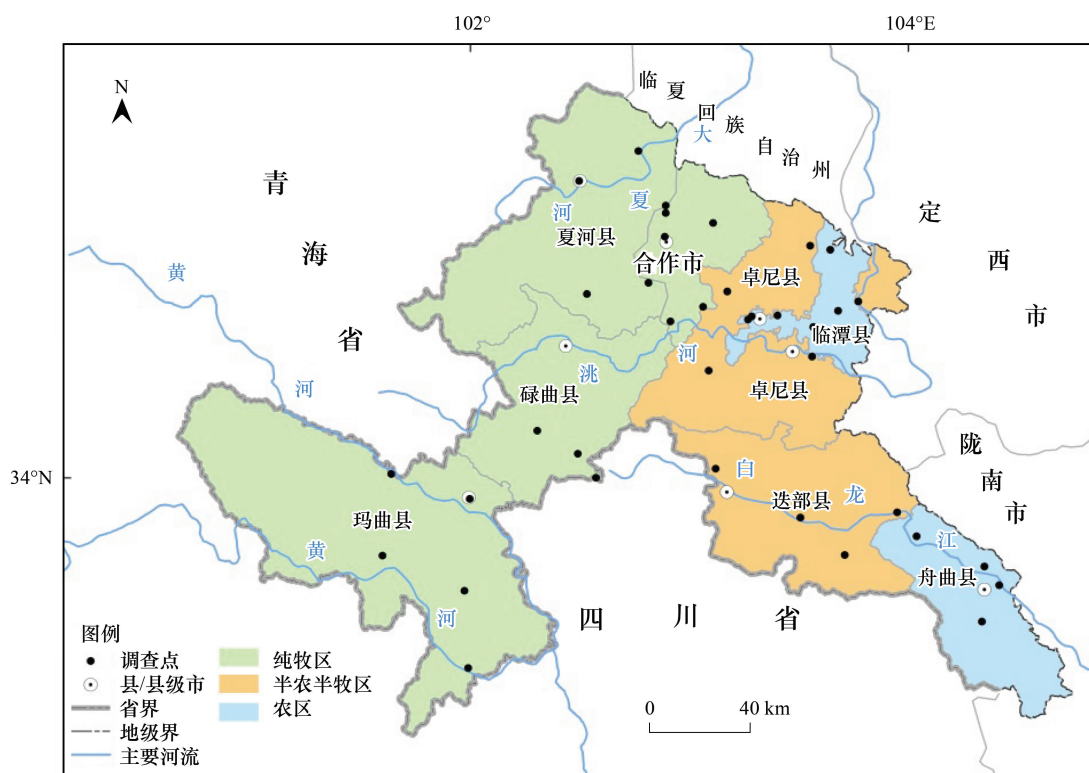 102°
104°E
N
临夏回族自治州
大夏河
青海省
定西市
夏河县
合作市
卓尼县
黄河
临潭县
洮河
碌曲县
卓尼县
陇南市
34°N
白龙江
迭部县
玛曲县
黄河
舟曲县
四川省
图例
调查点
纯牧区
县/县级市
半农半牧区
省界
农区
地级界
主要河流
0
40 km